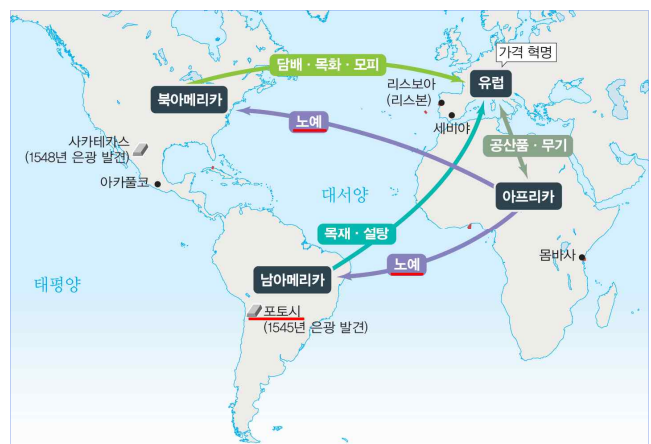 가격 혁명
담배·목화·모피
유럽
리스보아
(리스본)
북아메리카
세비야
노예
공산품·무기
사카테카스
(1548년 은광 발견)
아카풀코
대서양
아프리카
목재·설탕
몸바사
노예
남아메리카
태평양
포토시
(1545년 은광 발견)